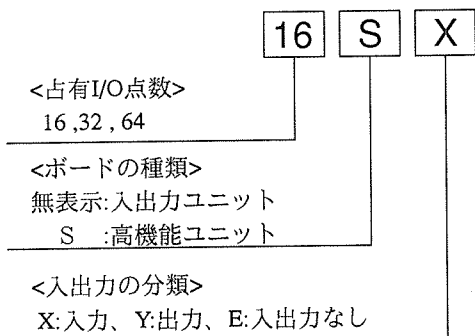 16 S X
<占有I/O点数>
16 ,32 , 64
<ボードの種類>
無表示:入出力ユニット
S :高機能ユニット
<入出力の分類>
X:入力、Y:出力、E:入出力なし